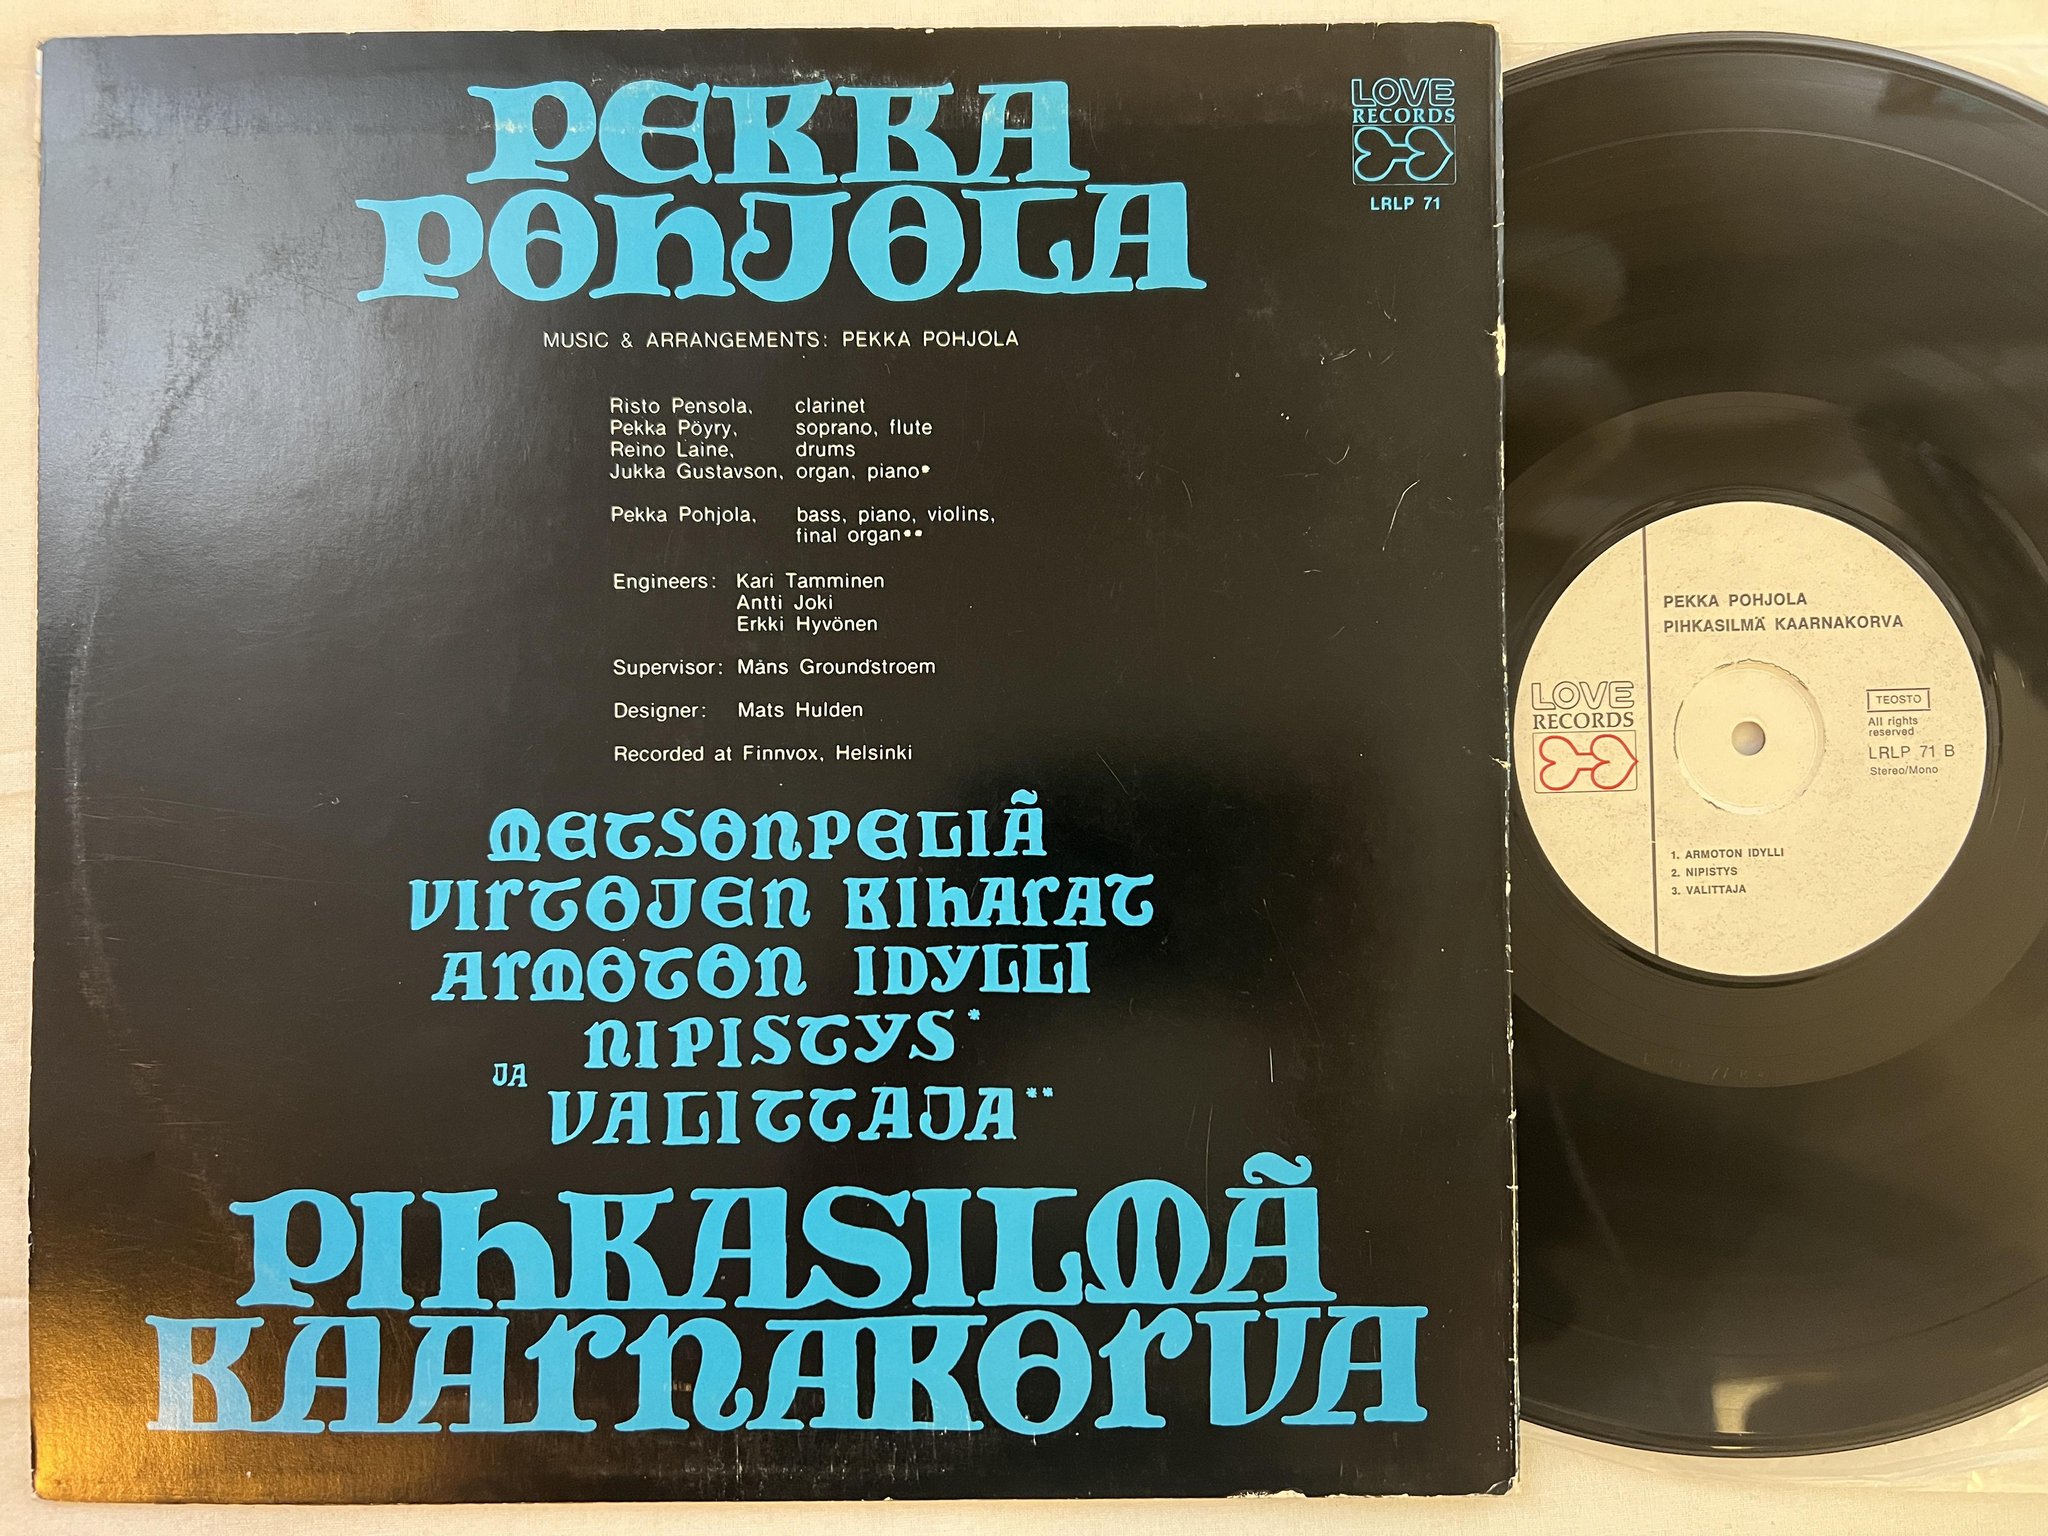 PEKKA
POHJOLA
LOVE
RECORDS
LRLP 71
MUSIC & ARRANGEMENTS: PEKKA POHJOLA
Risto Pensola, clarinet
Pekka Pöyry, soprano, flute
Reino Laine, drums
Jukka Gustavson, organ, piano*
Pekka Pohjola, bass, piano, violins,
final organ**
Engineers: Kari Tamminen
Antti Joki
Erkki Hyvönen
Supervisor: Måns Groundstroem
Designer: Mats Hulden
Recorded at Finnvox, Helsinki
METSONPELIÃ
VIRTOJEN KIHARAT
ARMOTON IDYLLI
NIPISTYS*
JA
VALITTAJA**
PIHKASILMÃ
KAARNAKORVA
PEKKA POHJOLA
PIHKASILMÄ KAARNAKORVA
LOVE
RECORDS
TEOSTO
All rights
reserved
LRLP 71 B
Stereo/Mono
1. ARMOTON IDYLLI
2. NIPISTYS
3. VALITTAJA